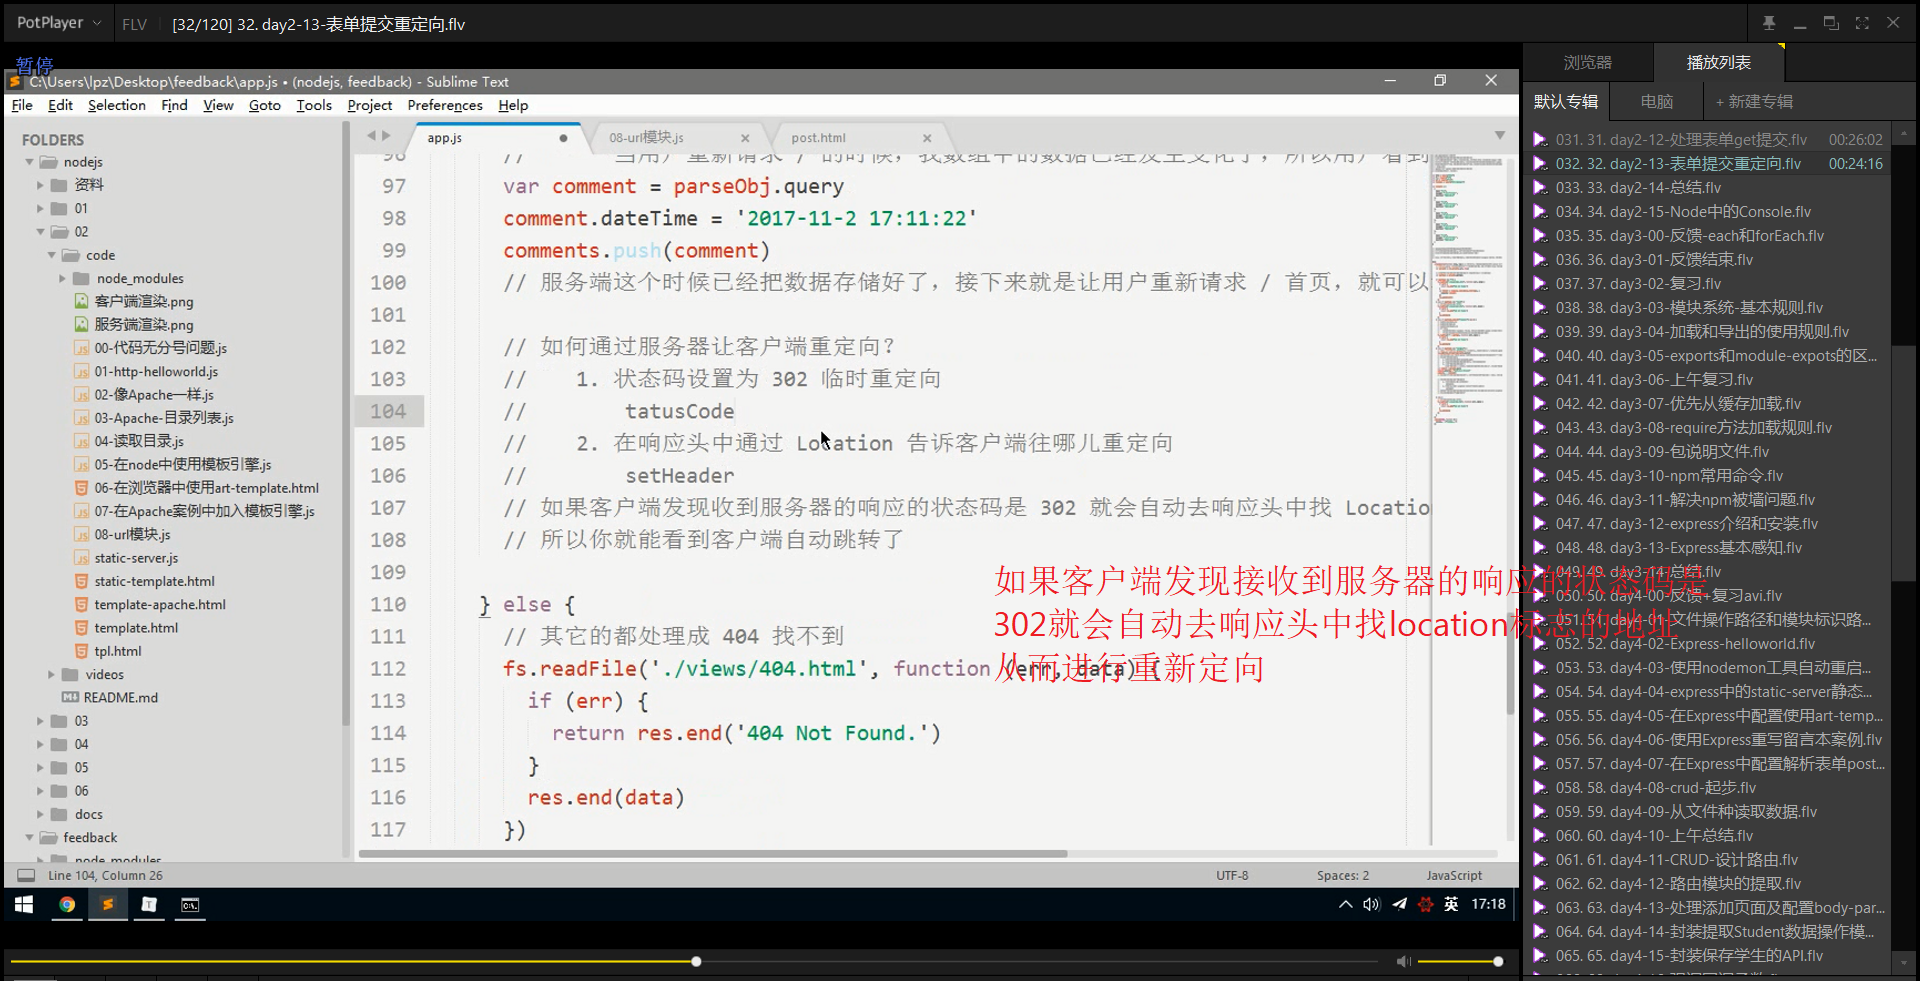 PotPlayer
FLV
[32/120] 32. day2-13-表单提交重定向.flv
暂停
C:\Users\lpz\Desktop\feedback\app.js • (nodejs, feedback) - Sublime Text
File Edit Selection Find View Goto Tools Project Preferences Help
FOLDERS
nodejs
资料
01
02
code
node_modules
客户端渲染.png
服务端渲染.png
00-代码无分号问题.js
01-http-helloworld.js
02-像Apache一样.js
03-Apache-目录列表.js
04-读取目录.js
05-在node中使用模板引擎.js
06-在浏览器中使用art-template.html
07-在Apache案例中加入模板引擎.js
08-url模块.js
static-server.js
static-template.html
template-apache.html
template.html
tpl.html
videos
README.md
03
04
05
06
docs
feedback
node_modules
app.js
08-url模块.js
post.html
96 // 当用户重新请求 / 的时候，我数组中的数据已经发生变化了，所以用户看到
97 var comment = parseObj.query
98 comment.dateTime = '2017-11-2 17:11:22'
99 comments.push(comment)
100 // 服务端这个时候已经把数据存储好了，接下来就是让用户重新请求 / 首页，就可以
101
102 // 如何通过服务器让客户端重定向？
103 // 1. 状态码设置为 302 临时重定向
104 // tatusCode
105 // 2. 在响应头中通过 Location 告诉客户端往哪儿重定向
106 // setHeader
107 // 如果客户端发现收到服务器的响应的状态码是 302 就会自动去响应头中找 Locatio
108 // 所以你就能看到客户端自动跳转了
109
110 } else {
111 // 其它的都处理成 404 找不到
112 fs.readFile('./views/404.html', function (err, data) {
113 if (err) {
114 return res.end('404 Not Found.')
115 }
116 res.end(data)
117 })
如果客户端发现接收到服务器的响应的状态码是
302就会自动去响应头中找location标志的地址
从而进行重新定向
Line 104, Column 26
UTF-8
Spaces: 2
JavaScript
英
17:18
浏览器
播放列表
默认专辑
电脑
+ 新建专辑
031. 31. day2-12-处理表单get提交.flv 00:26:02
032. 32. day2-13-表单提交重定向.flv 00:24:16
033. 33. day2-14-总结.flv
034. 34. day2-15-Node中的Console.flv
035. 35. day3-00-反馈-each和forEach.flv
036. 36. day3-01-反馈结束.flv
037. 37. day3-02-复习.flv
038. 38. day3-03-模块系统-基本规则.flv
039. 39. day3-04-加载和导出的使用规则.flv
040. 40. day3-05-exports和module-expots的区...
041. 41. day3-06-上午复习.flv
042. 42. day3-07-优先从缓存加载.flv
043. 43. day3-08-require方法加载规则.flv
044. 44. day3-09-包说明文件.flv
045. 45. day3-10-npm常用命令.flv
046. 46. day3-11-解决npm被墙问题.flv
047. 47. day3-12-express介绍和安装.flv
048. 48. day3-13-Express基本感知.flv
049. 49. day3-14-总结.flv
050. 50. day4-00-反馈+复习avi.flv
051. 51. day4-01-文件操作路径和模块标识路...
052. 52. day4-02-Express-helloworld.flv
053. 53. day4-03-使用nodemon工具自动重启...
054. 54. day4-04-express中的static-server静态...
055. 55. day4-05-在Express中配置使用art-temp...
056. 56. day4-06-使用Express重写留言本案例.flv
057. 57. day4-07-在Express中配置解析表单post...
058. 58. day4-08-crud-起步.flv
059. 59. day4-09-从文件种读取数据.flv
060. 60. day4-10-上午总结.flv
061. 61. day4-11-CRUD-设计路由.flv
062. 62. day4-12-路由模块的提取.flv
063. 63. day4-13-处理添加页面及配置body-par...
064. 64. day4-14-封装提取Student数据操作模...
065. 65. day4-15-封装保存学生的API.flv